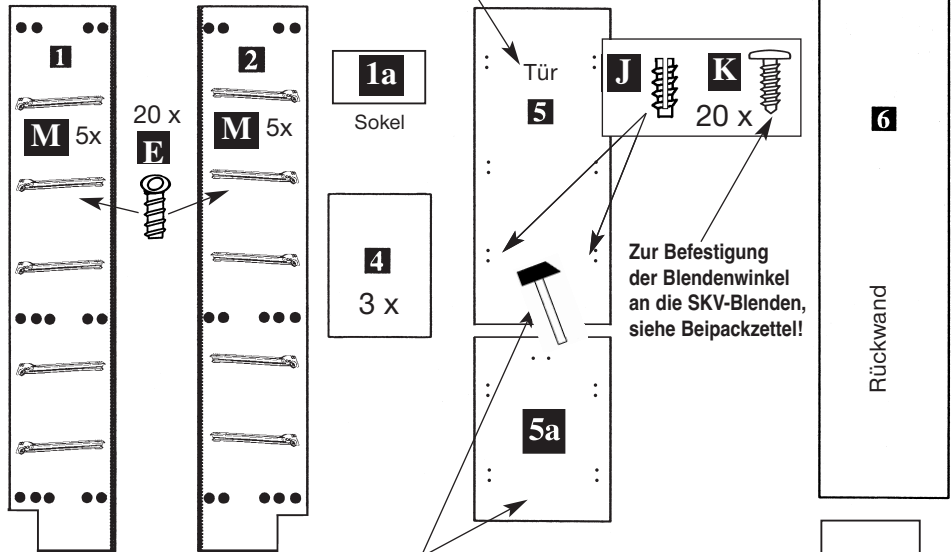 1
M 5x
20 x
E
2
M 5x
1a
Sokel
4
3 x
Tür
5
J K
20 x
Zur Befestigung
der Blendenwinkel
an die SKV-Blenden,
siehe Beipackzettel!
5a
6
Rückwand